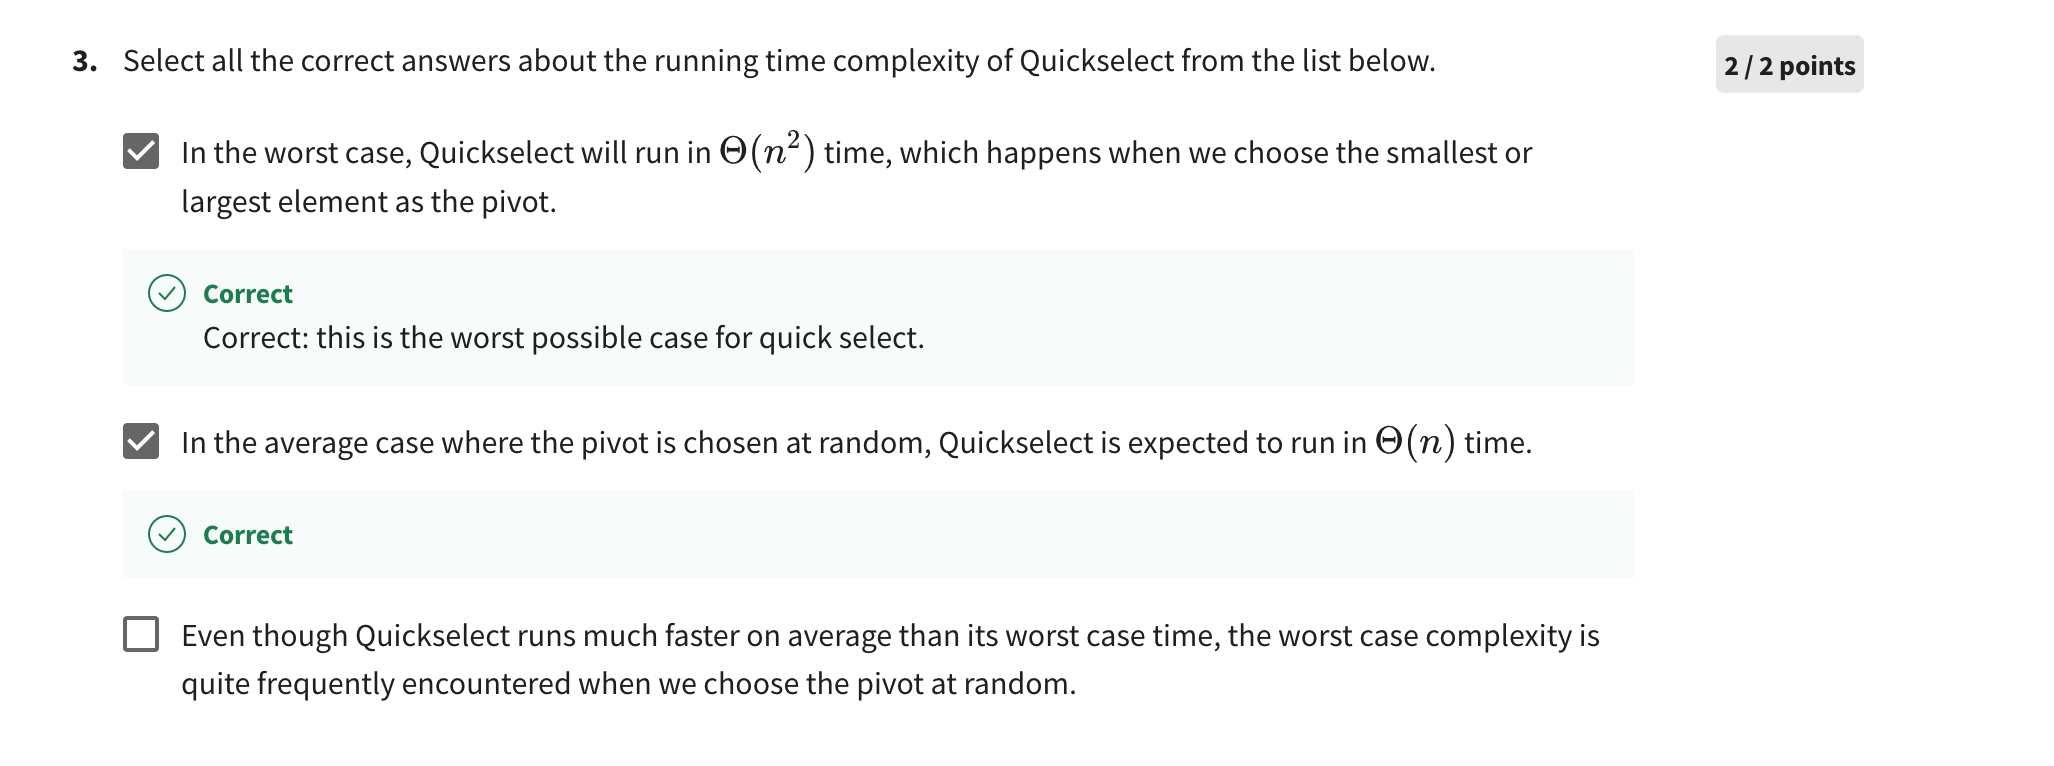 3. Select all the correct answers about the running time complexity of Quickselect from the list below.
2 / 2 points
In the worst case, Quickselect will run in Θ(n²) time, which happens when we choose the smallest or
largest element as the pivot.
Correct
Correct: this is the worst possible case for quick select.
In the average case where the pivot is chosen at random, Quickselect is expected to run in Θ(n) time.
Correct
Even though Quickselect runs much faster on average than its worst case time, the worst case complexity is
quite frequently encountered when we choose the pivot at random.